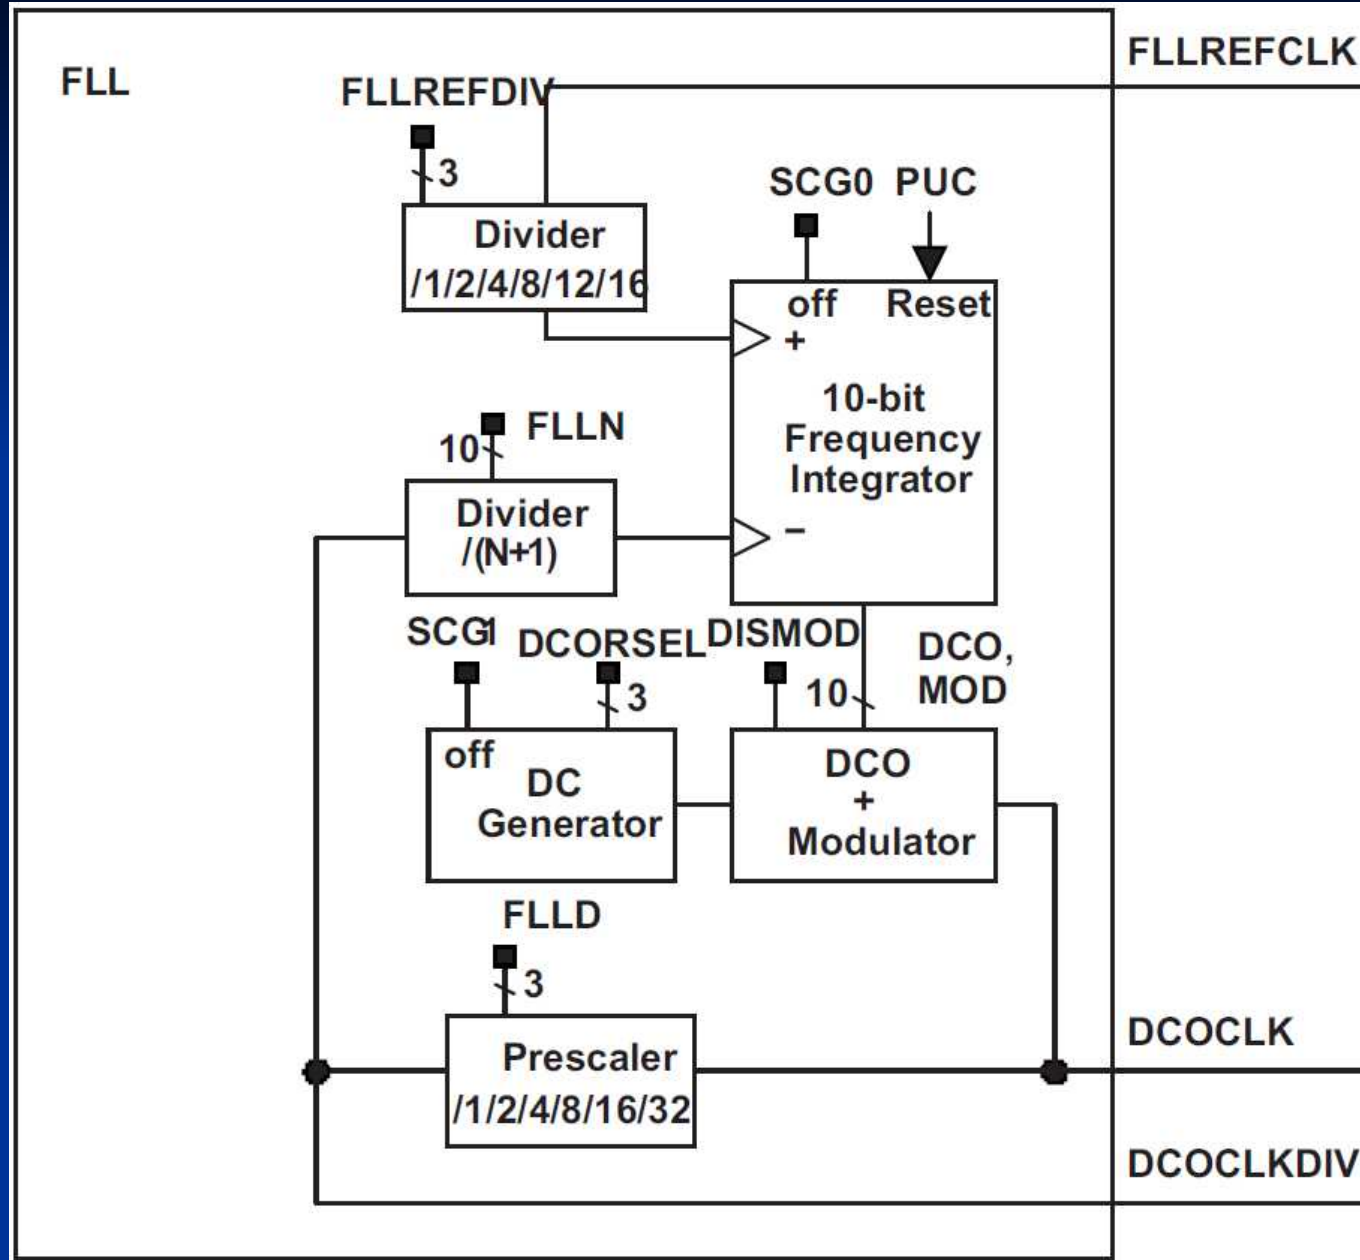 FLLREFCLK
FLL
FLLREFDIV
3
SCG0 PUC
Divider
/1/2/4/8/12/16
off Reset
+
10-bit
Frequency
Integrator
FLLN
10
Divider
/(N+1)
−
SCG1
DCORSEL
DISMOD
DCO,
MOD
3
10
off
DC
Generator
DCO
+
Modulator
FLLD
3
Prescaler
/1/2/4/8/16/32
DCOCLK
DCOCLKDIV